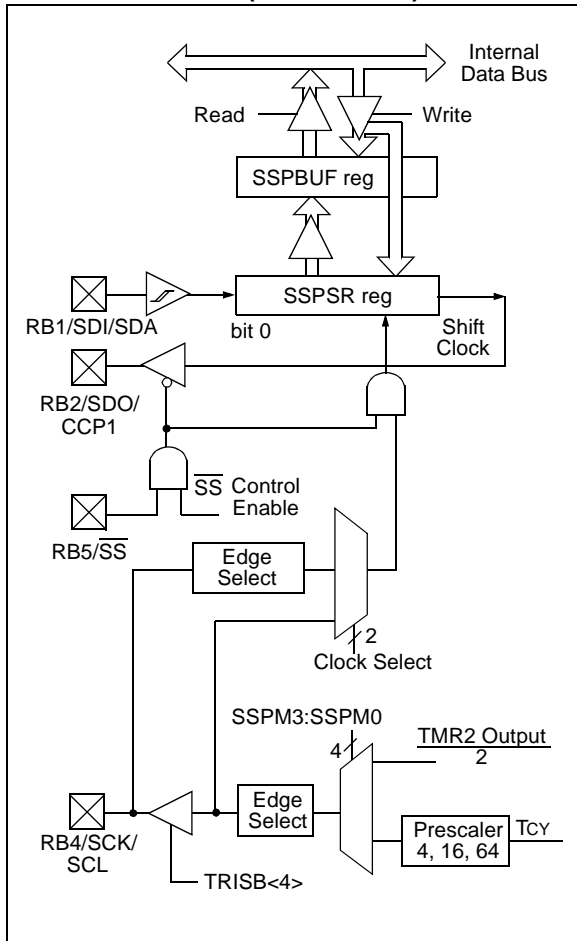 Internal
Data Bus
Read
Write
SSPBUF reg
SSPSR reg
RB1/SDI/SDA
bit 0
Shift
Clock
RB2/SDO/
CCP1
SS Control
Enable
RB5/SS
Edge
Select
2
Clock Select
SSPM3:SSPM0
4
TMR2 Output
2
Edge
Select
Prescaler
4, 16, 64
TCY
RB4/SCK/
SCL
TRISB<4>